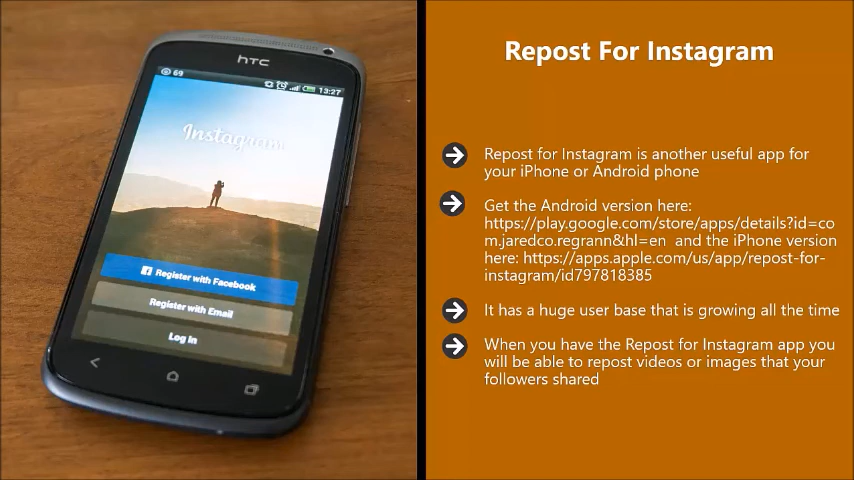 hTC
69
13:27
Instagram
Register with Facebook
Register with Email
Log In
Repost For Instagram
Repost for Instagram is another useful app for
your iPhone or Android phone
Get the Android version here:
https://play.google.com/store/apps/details?id=co
m.jaredco.regrann&hl=en and the iPhone version
here: https://apps.apple.com/us/app/repost-for-
instagram/id797818385
It has a huge user base that is growing all the time
When you have the Repost for Instagram app you
will be able to repost videos or images that your
followers shared